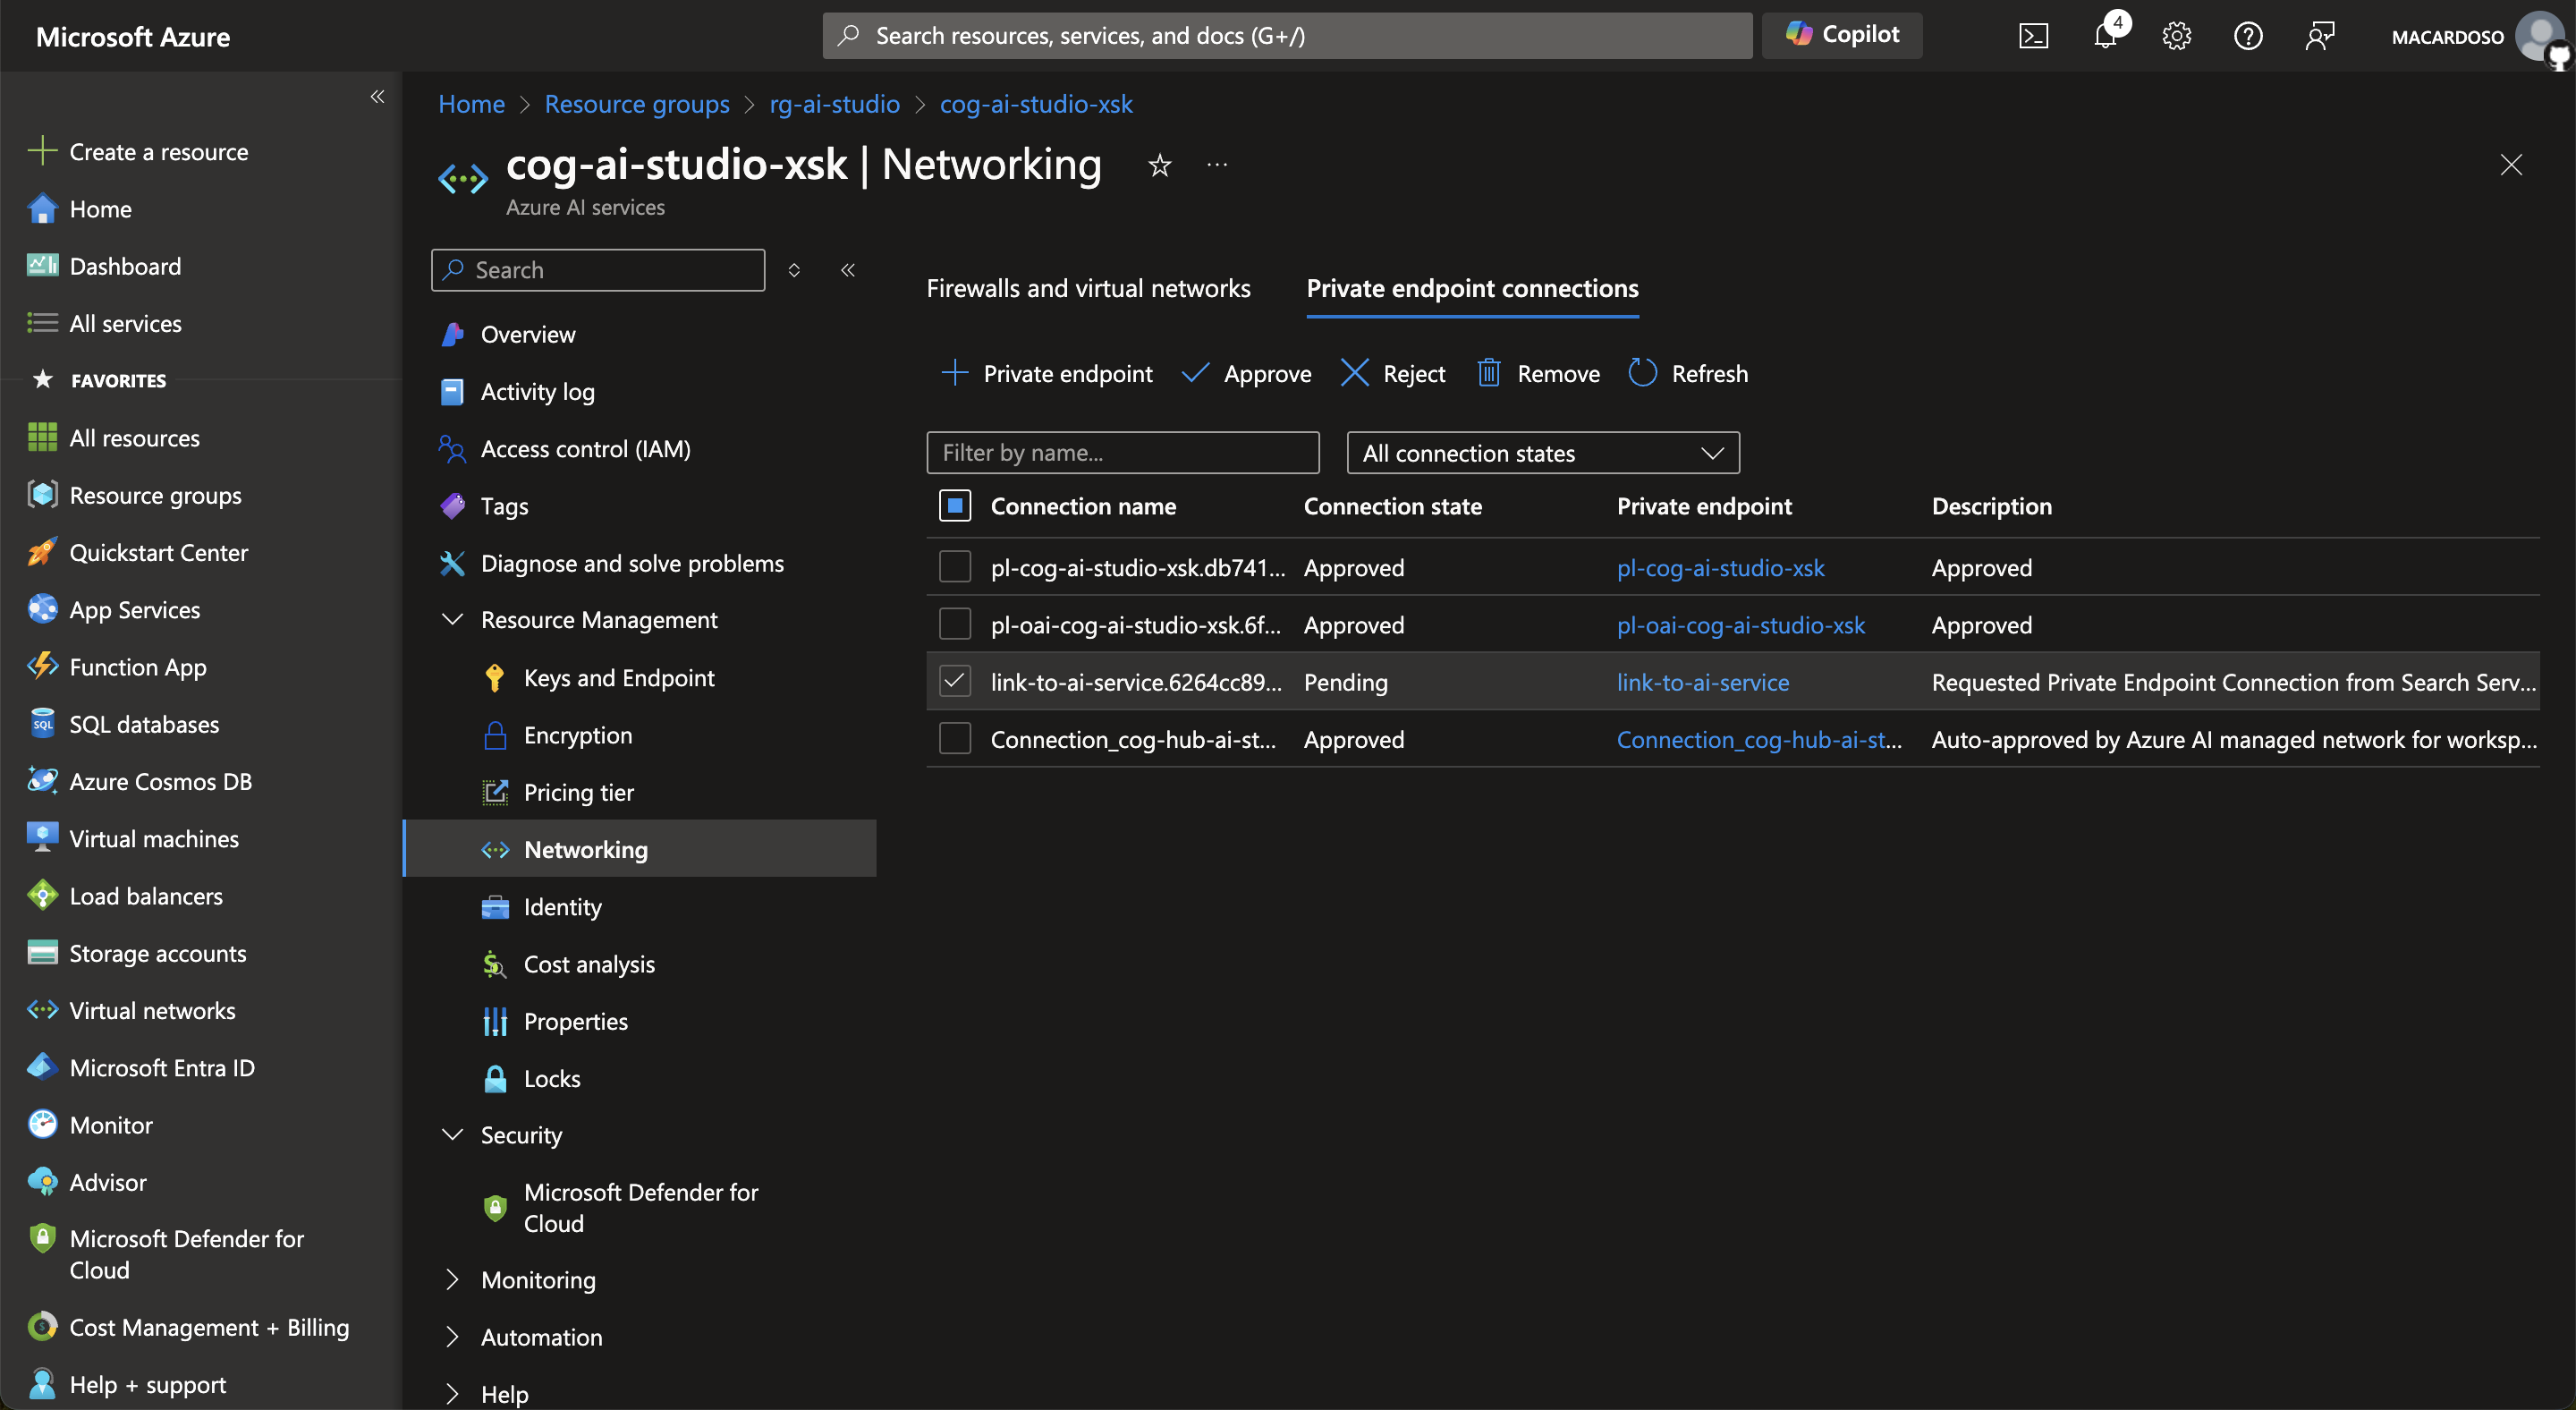 Microsoft Azure
Search resources, services, and docs (G+/)
Copilot
4
MACARDOSO
Create a resource
Home
Dashboard
All services
FAVORITES
All resources
Resource groups
Quickstart Center
App Services
Function App
SQL databases
Azure Cosmos DB
Virtual machines
Load balancers
Storage accounts
Virtual networks
Microsoft Entra ID
Monitor
Advisor
Microsoft Defender for
Cloud
Cost Management + Billing
Help + support
Home > Resource groups > rg-ai-studio > cog-ai-studio-xsk
cog-ai-studio-xsk | Networking
Azure AI services
Search
Overview
Activity log
Access control (IAM)
Tags
Diagnose and solve problems
Resource Management
Keys and Endpoint
Encryption
Pricing tier
Networking
Identity
Cost analysis
Properties
Locks
Security
Microsoft Defender for
Cloud
Monitoring
Automation
Help
Firewalls and virtual networks Private endpoint connections
Private endpoint Approve Reject Remove Refresh
Filter by name... All connection states
Connection name Connection state Private endpoint Description
pl-cog-ai-studio-xsk.db741... Approved pl-cog-ai-studio-xsk Approved
pl-oai-cog-ai-studio-xsk.6f... Approved pl-oai-cog-ai-studio-xsk Approved
link-to-ai-service.6264cc89... Pending link-to-ai-service Requested Private Endpoint Connection from Search Serv...
Connection_cog-hub-ai-st... Approved Connection_cog-hub-ai-st... Auto-approved by Azure AI managed network for worksp...